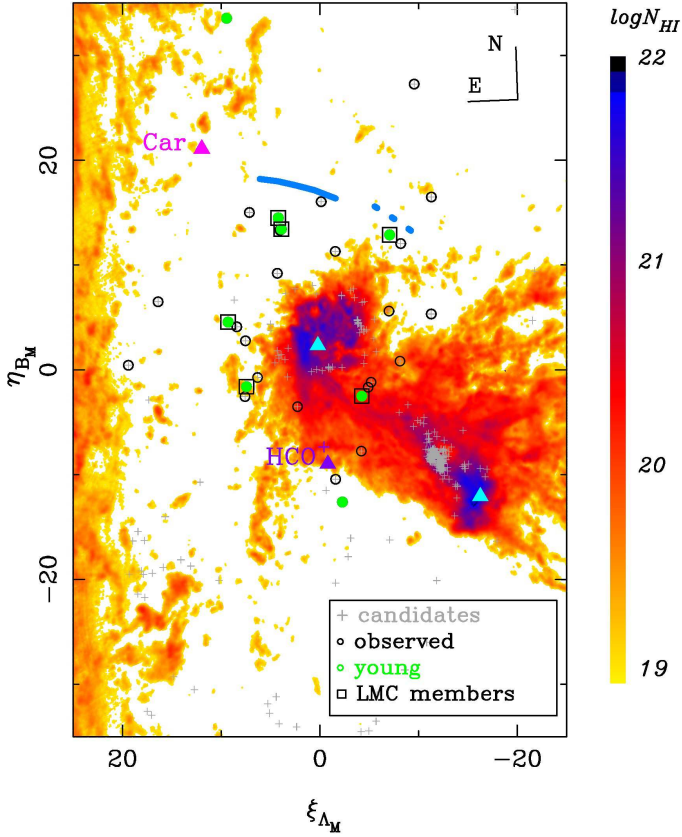 logN_HI
22
21
20
19
N
E
Car
HCO
+ candidates
o observed
o young
□ LMC members
20
0
−20
η_B_M
20
0
−20
ξ_Λ_M